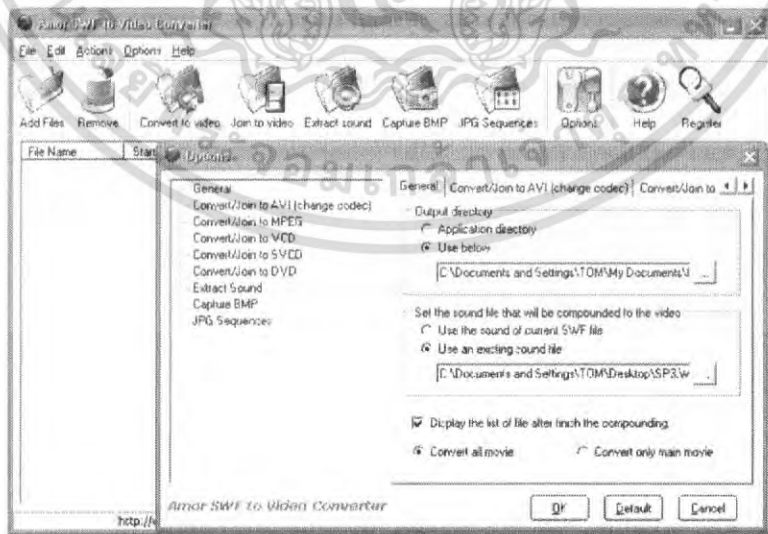 Amor SWF to Video Converter
File Edit Actions Options Help
Add Files Remove Convert to video Join to video Extract sound Capture BMP JPG Sequences Options Help Register
File Name Start
Options
General
Convert/Join to AVI (change codec)
Convert/Join to MPEG
Convert/Join to VCD
Convert/Join to SVCD
Convert/Join to DVD
Extract Sound
Capture BMP
JPG Sequences
General Convert/Join to AVI (change codec) Convert/Join to
Output directory
Application directory
Use below
C:\Documents and Settings\TOM\My Documents\ ...
Set the sound file that will be compounded to the video
Use the sound of current SWF file
Use an existing sound file
C:\Documents and Settings\TOM\Desktop\SP3.w ...
Display the list of file after finish the compounding
Convert all movie Convert only main movie
Amor SWF to Video Converter
OK Default Cancel
http://